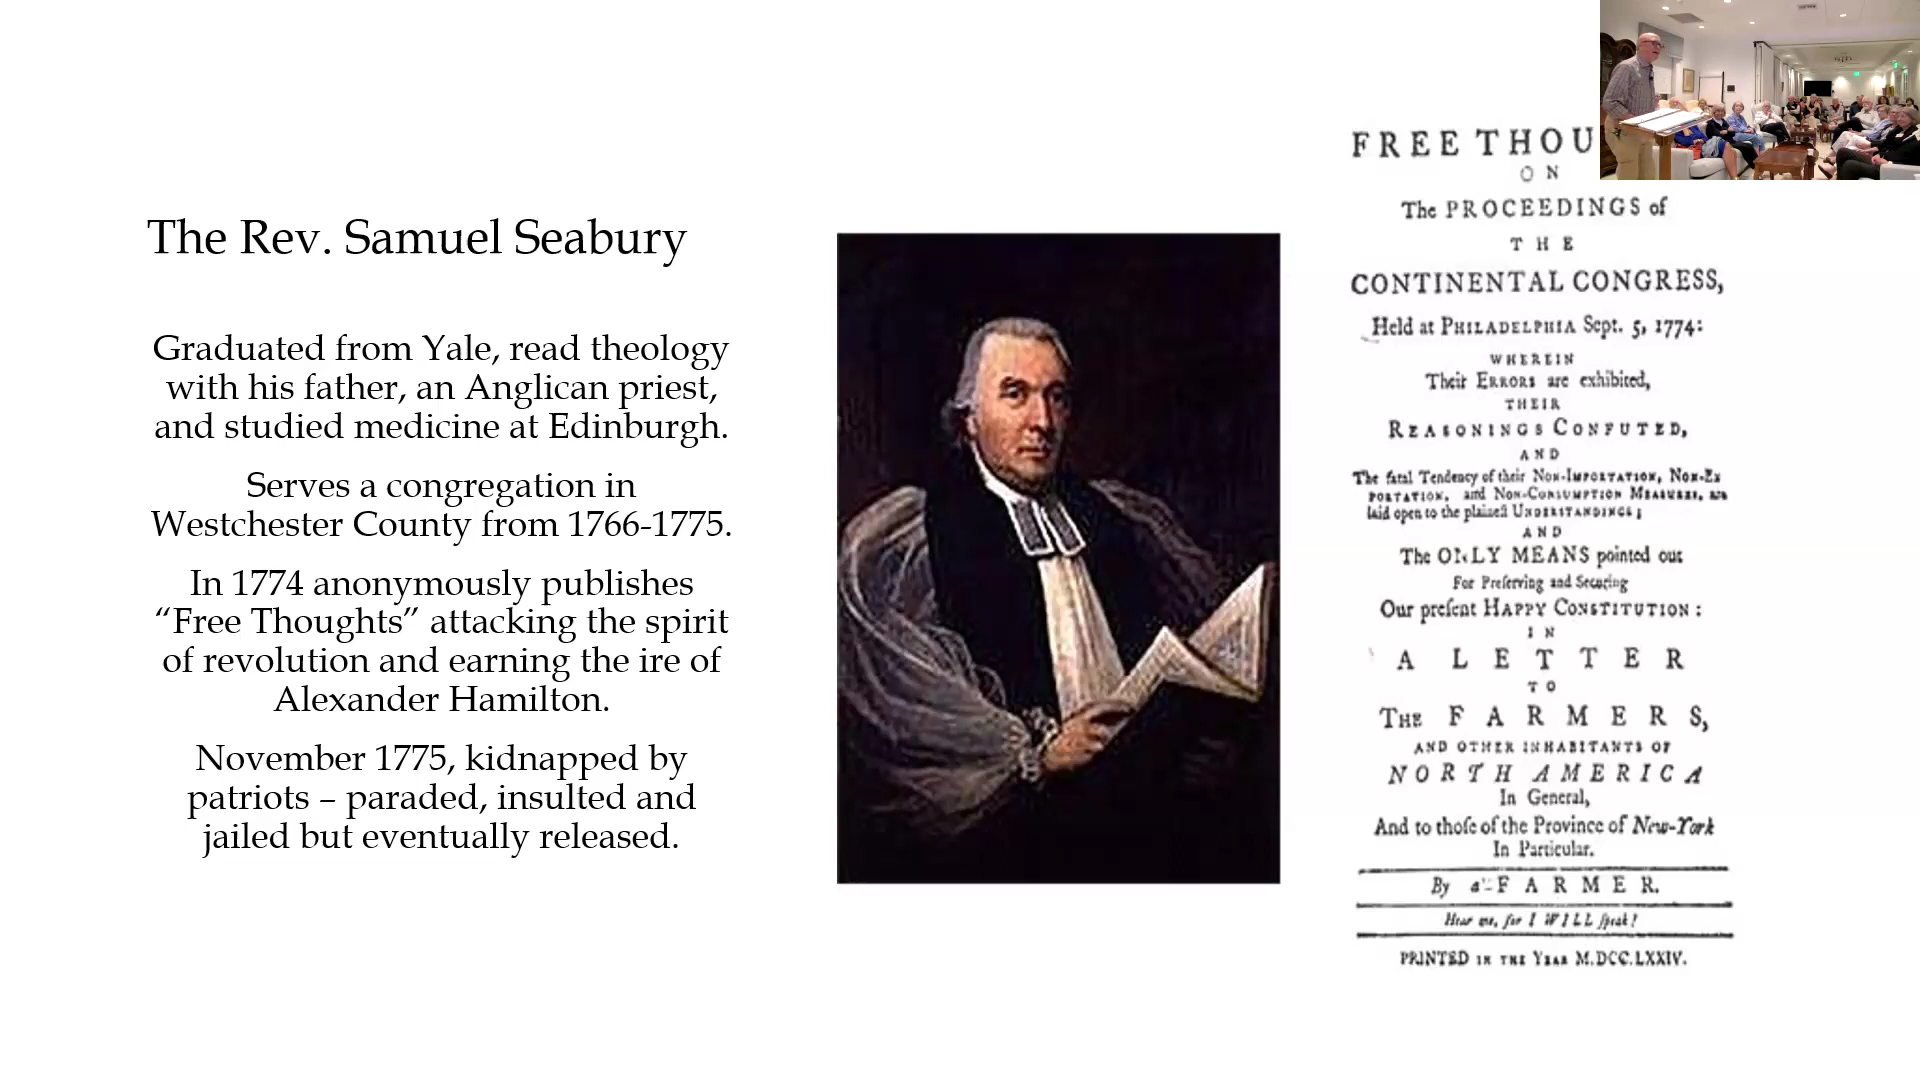 The Rev. Samuel Seabury
Graduated from Yale, read theology
with his father, an Anglican priest,
and studied medicine at Edinburgh.
Serves a congregation in
Westchester County from 1766-1775.
In 1774 anonymously publishes
“Free Thoughts” attacking the spirit
of revolution and earning the ire of
Alexander Hamilton.
November 1775, kidnapped by
patriots – paraded, insulted and
jailed but eventually released.
FREE THOU
ON
The PROCEEDINGS of
THE
CONTINENTAL CONGRESS,
Held at PHILADELPHIA Sept. 5, 1774:
WHEREIN
Their ERRORS are exhibited,
THEIR
REASONINGS CONFUTED,
AND
The fatal Tendency of their NON-IMPORTATION, NON-EX
PORTATION, and NON-CONSUMPTION MEASURES, are
laid open to the plainest UNDERSTANDINGS;
AND
The ONLY MEANS pointed out
For Preserving and Securing
Our present HAPPY CONSTITUTION:
IN
A LETTER
TO
THE FARMERS,
AND OTHER INHABITANTS OF
NORTH AMERICA
In General,
And to those of the Province of New-York
In Particular.
By a FARMER.
Hear me, for I WILL speak!
PRINTED IN THE YEAR M.DCC.LXXIV.